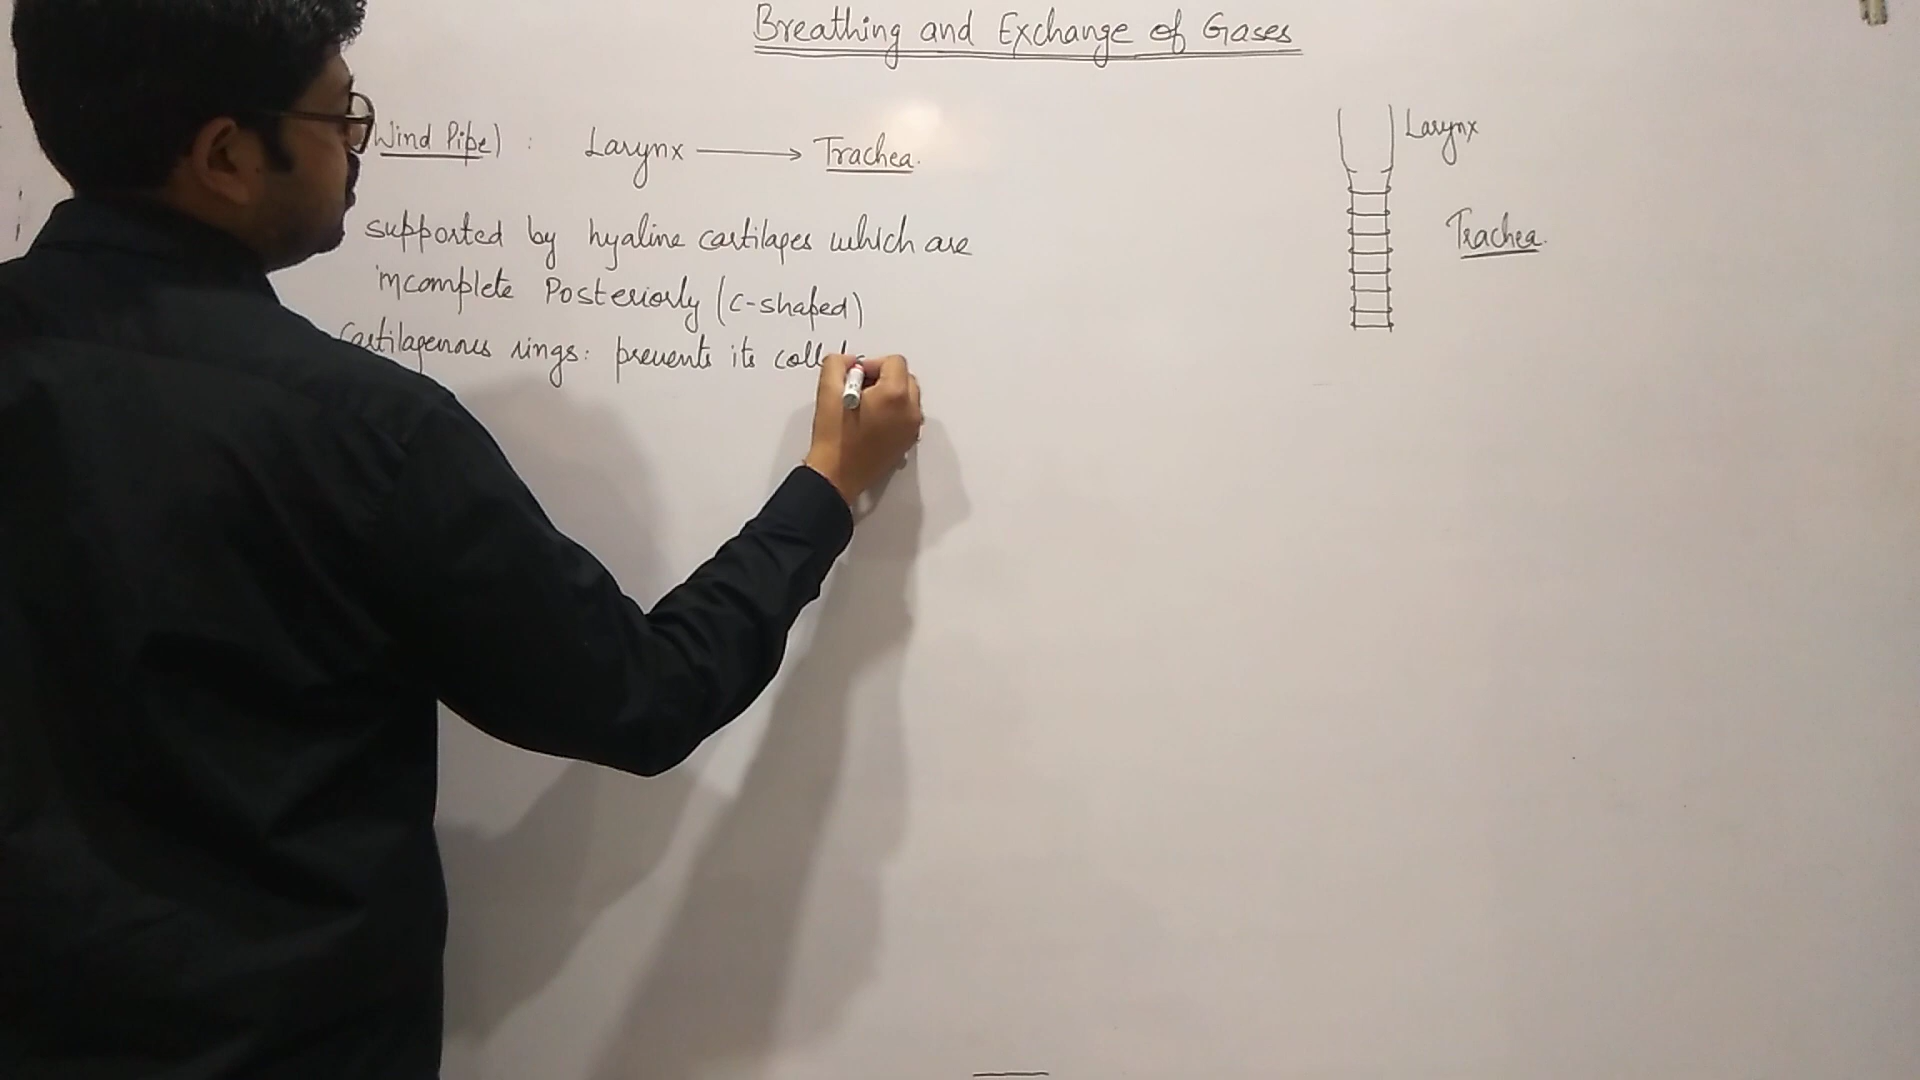 Breathing and Exchange of Gases
Wind Pipe) : Larynx → Trachea.
supported by hyaline cartilages which are
incomplete Posteriorly (C-shaped)
Cartilagenous rings: prevents its
Larynx
Trachea.